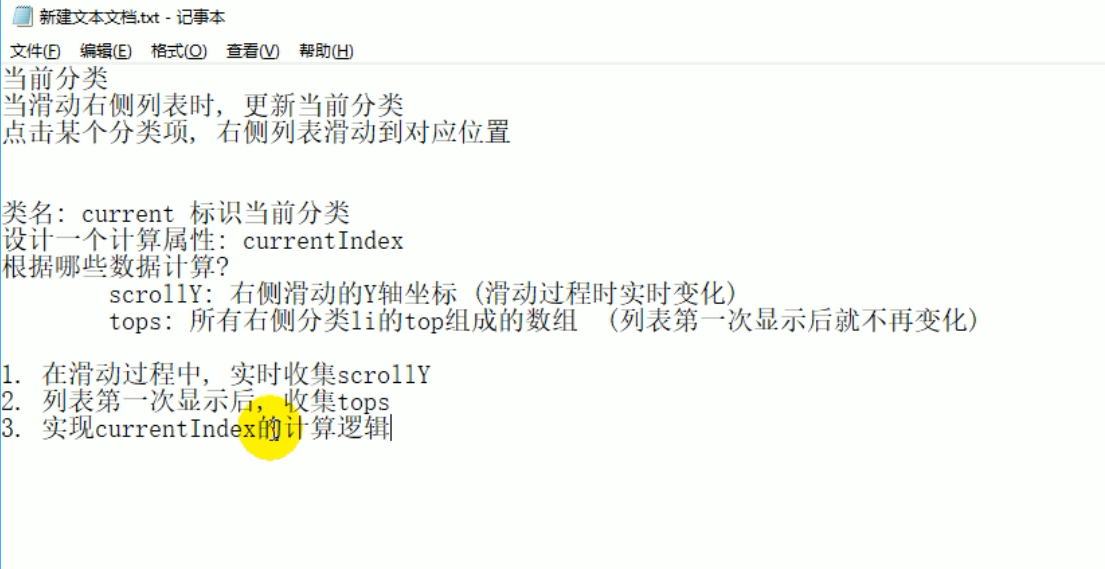 新建文本文档.txt - 记事本
文件(F) 编辑(E) 格式(O) 查看(V) 帮助(H)
当前分类
当滑动右侧列表时, 更新当前分类
点击某个分类项, 右侧列表滑动到对应位置
类名: current 标识当前分类
设计一个计算属性: currentIndex
根据哪些数据计算?
scrollY: 右侧滑动的Y轴坐标 (滑动过程时实时变化)
tops: 所有右侧分类li的top组成的数组 (列表第一次显示后就不再变化)
1. 在滑动过程中, 实时收集scrollY
2. 列表第一次显示后, 收集tops
3. 实现currentIndex的计算逻辑